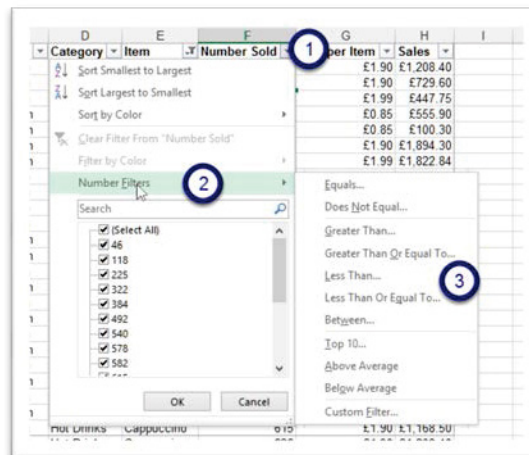 D E F G H I
Category Item Number Sold 1 per Item Sales
£1.90 £1,208.40
£1.90 £729.60
£1.99 £447.75
£0.85 £555.90
£0.85 £100.30
£1.90 £1,894.30
£1.99 £1,822.84
Sort Smallest to Largest
Sort Largest to Smallest
Sort by Color
Clear Filter From "Number Sold"
Filter by Color
Number Filters 2
Search
(Select All)
46
118
225
322
384
492
540
578
582
OK Cancel
Equals...
Does Not Equal...
Greater Than...
Greater Than Or Equal To...
Less Than... 3
Less Than Or Equal To...
Between...
Top 10...
Above Average
Below Average
Custom Filter...
Hot Drinks Cappuccino 615 £1.90 £1,168.50